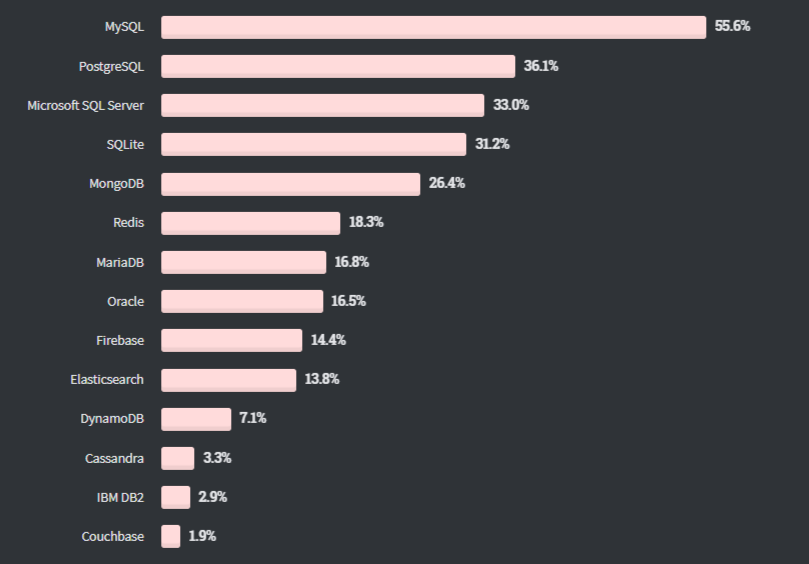 MySQL 55.6%
PostgreSQL 36.1%
Microsoft SQL Server 33.0%
SQLite 31.2%
MongoDB 26.4%
Redis 18.3%
MariaDB 16.8%
Oracle 16.5%
Firebase 14.4%
Elasticsearch 13.8%
DynamoDB 7.1%
Cassandra 3.3%
IBM DB2 2.9%
Couchbase 1.9%